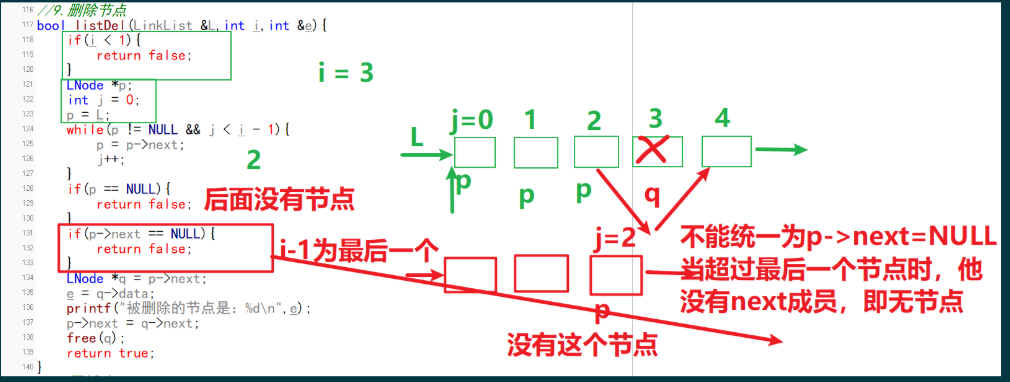 116 //9.删除节点
117 bool listDel(LinkList &L,int i,int &e){
118 if(i < 1){
119 return false;
120 }
121 LNode *p;
122 int j = 0;
123 p = L;
124 while(p != NULL && j < i - 1){
125 p = p->next;
126 j++;
127 }
128 if(p == NULL){
129 return false;
130 }
131 if(p->next == NULL){
132 return false;
133 }
134 LNode *q = p->next;
135 e = q->data;
136 printf("被删除的节点是：%d\n",e);
137 p->next = q->next;
138 free(q);
139 return true;
140 }
i = 3
j=0 1 2 3 4
L
p p p q
2
后面没有节点
i-1为最后一个
j=2
p
没有这个节点
不能统一为p->next=NULL
当超过最后一个节点时，他
没有next成员，即无节点